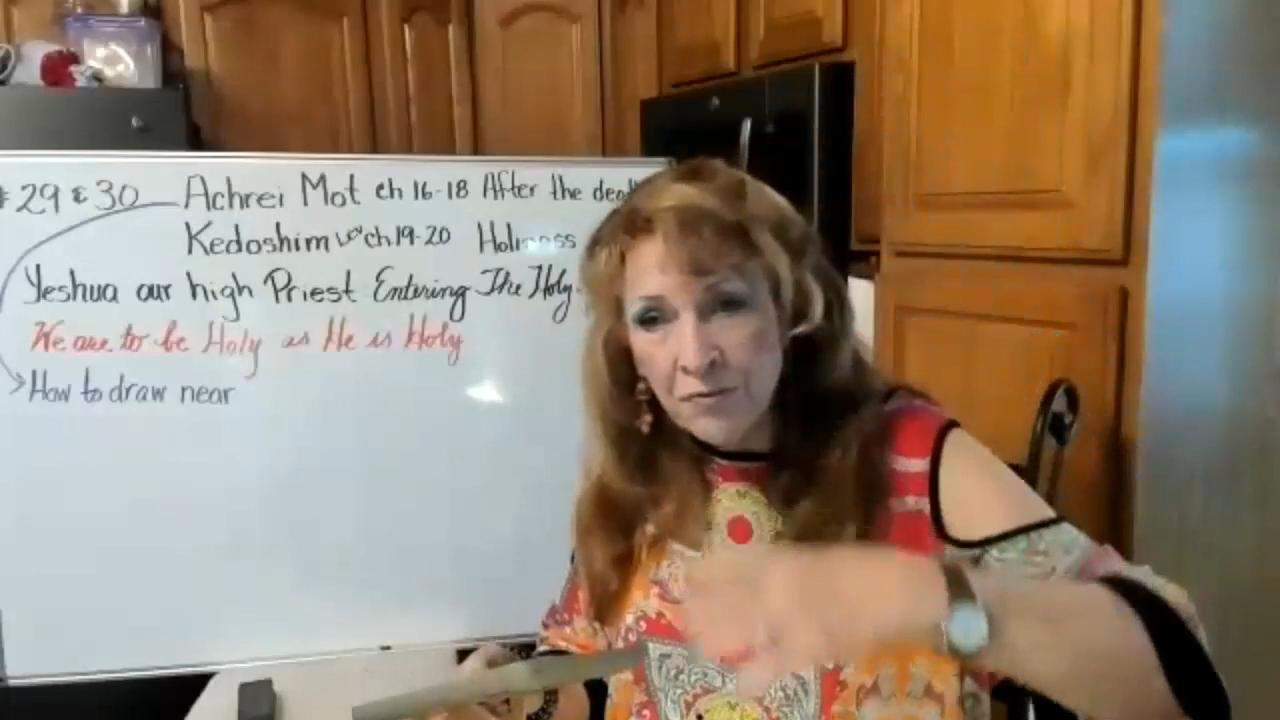 29 & 30 Achrei Mot ch 16-18 After the
Kedoshim Lev ch 19-20 Holiness
Yeshua our high Priest Entering The Holy
We are to be Holy as He is Holy
How to draw near